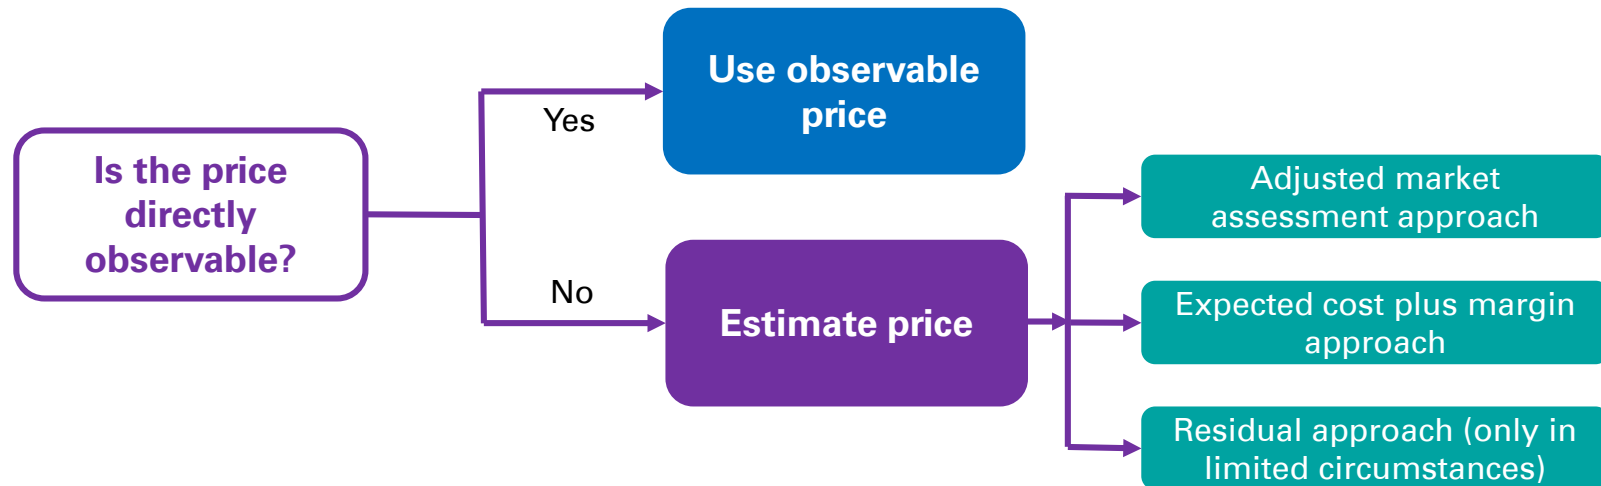 Is the price
directly
observable?
Yes
Use observable
price
No
Estimate price
Adjusted market
assessment approach
Expected cost plus margin
approach
Residual approach (only in
limited circumstances)